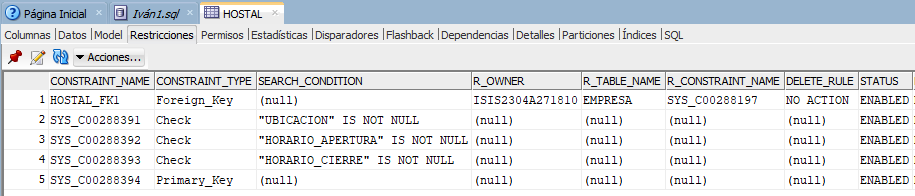 Página Inicial Iván1.sql HOSTAL
Columnas Datos Model Restricciones Permisos Estadísticas Disparadores Flashback Dependencias Detalles Particiones Índices SQL
Acciones...
CONSTRAINT_NAME CONSTRAINT_TYPE SEARCH_CONDITION R_OWNER R_TABLE_NAME R_CONSTRAINT_NAME DELETE_RULE STATUS
1 HOSTAL_FK1 Foreign_Key (null) ISIS2304A271810 EMPRESA SYS_C00288197 NO ACTION ENABLED
2 SYS_C00288391 Check "UBICACION" IS NOT NULL (null) (null) (null) (null) ENABLED
3 SYS_C00288392 Check "HORARIO_APERTURA" IS NOT NULL (null) (null) (null) (null) ENABLED
4 SYS_C00288393 Check "HORARIO_CIERRE" IS NOT NULL (null) (null) (null) (null) ENABLED
5 SYS_C00288394 Primary_Key (null) (null) (null) (null) (null) ENABLED